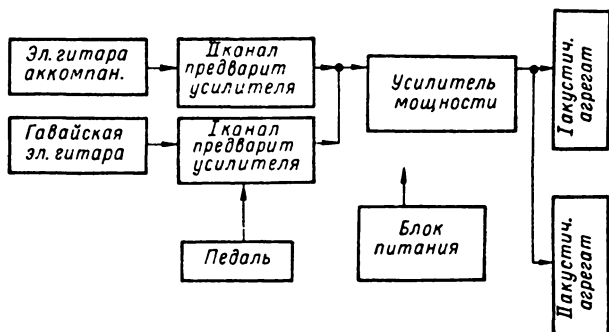 Эл. гитара
аккомпан.
II канал
предварит
усилителя
Усилитель
мощности
I акустич.
агрегат
Гавайская
эл. гитара
I канал
предварит
усилителя
Педаль
Блок
питания
II акустич.
агрегат